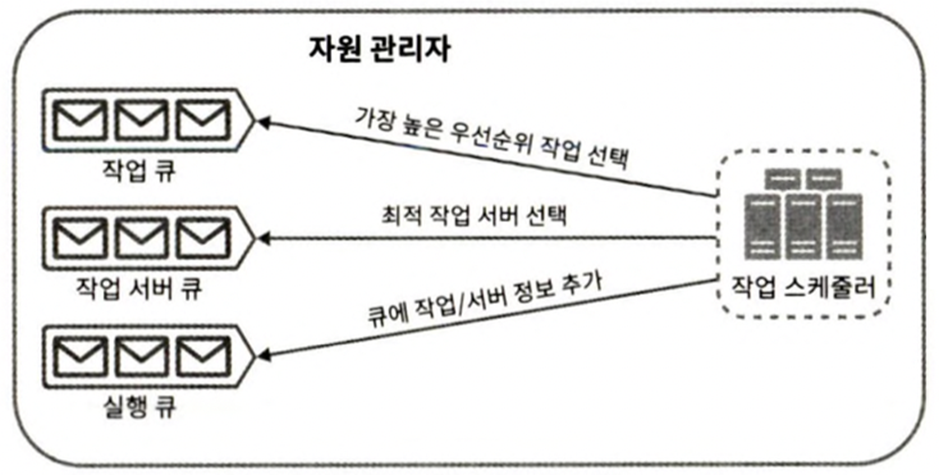 자원 관리자
가장 높은 우선순위 작업 선택
작업 큐
최적 작업 서버 선택
작업 서버 큐
작업 스케줄러
큐에 작업/서버 정보 추가
실행 큐